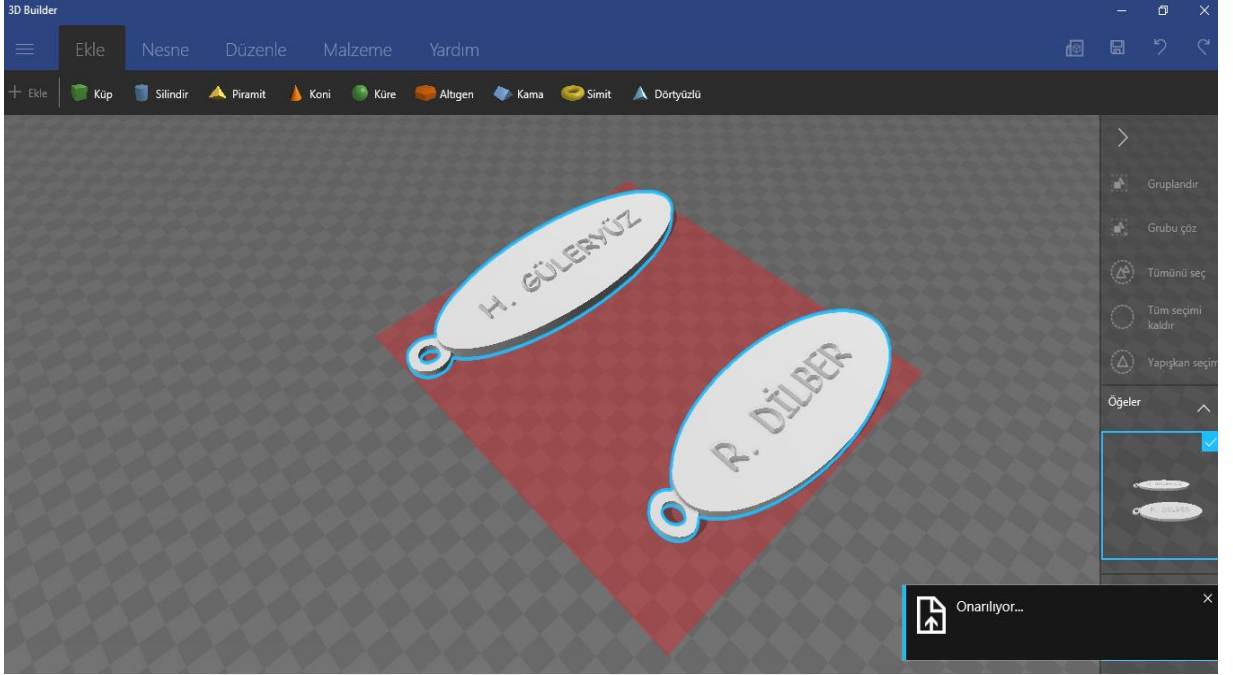 3D Builder
Ekle Nesne Düzenle Malzeme Yardım
Ekle Küp Silindir Piramit Koni Küre Altıgen Kama Simit Dörtyüzlü
Gruplandır
Grubu çöz
Tümünü seç
Tüm seçimi
kaldır
Yapışkan seçim
Öğeler
H. GÜLERYÜZ
R. DİLBER
R. DILBER
Onarılıyor...